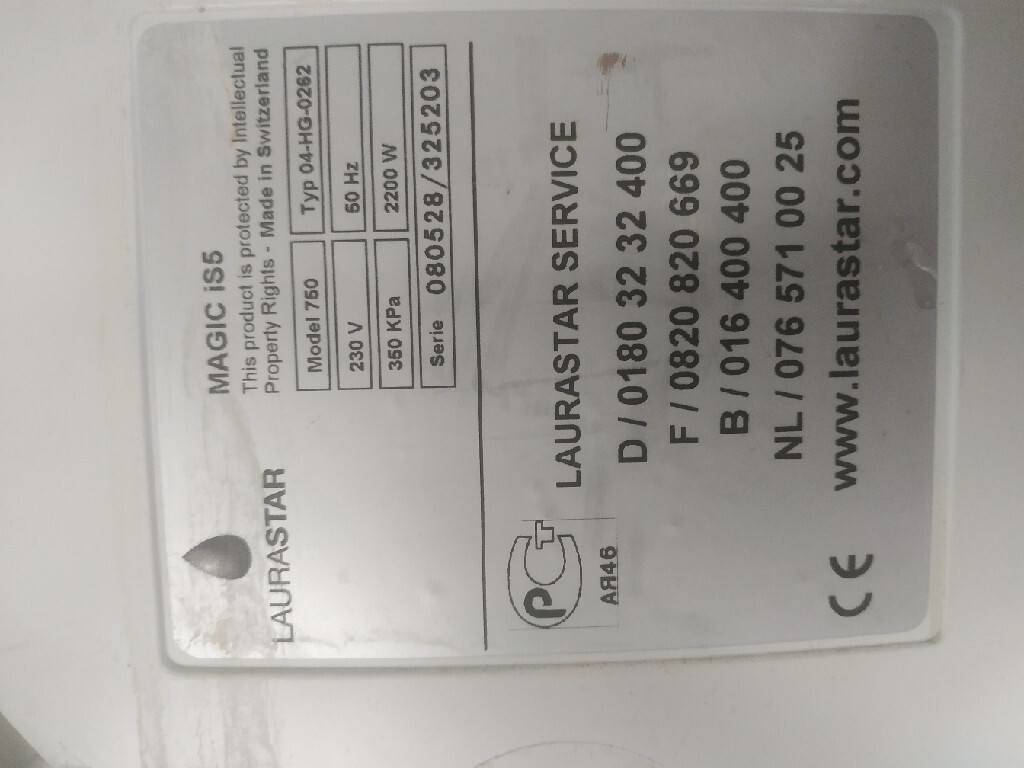 LAURASTAR
MAGIC iS5
This product is protected by Intellectual
Property Rights - Made in Switzerland
Model 750 Typ 04-HG-0262
230 V 50 Hz
350 KPa 2200 W
Serie 080528/325203
РСТ
АЯ46
LAURASTAR SERVICE
D / 0180 32 32 400
F / 0820 820 669
B / 016 400 400
NL / 076 571 00 25
CE www.laurastar.com